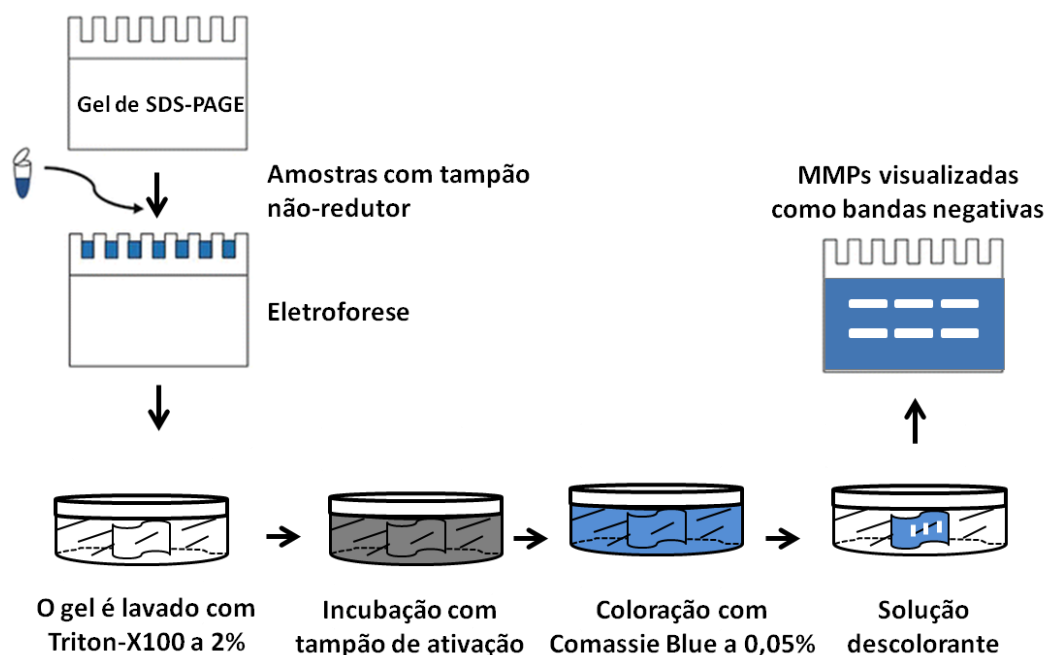 Gel de SDS-PAGE
Amostras com tampão
não-redutor
Eletroforese
O gel é lavado com
Triton-X100 a 2%
Incubação com
tampão de ativação
Coloração com
Comassie Blue a 0,05%
Solução
descolorante
MMPs visualizadas
como bandas negativas